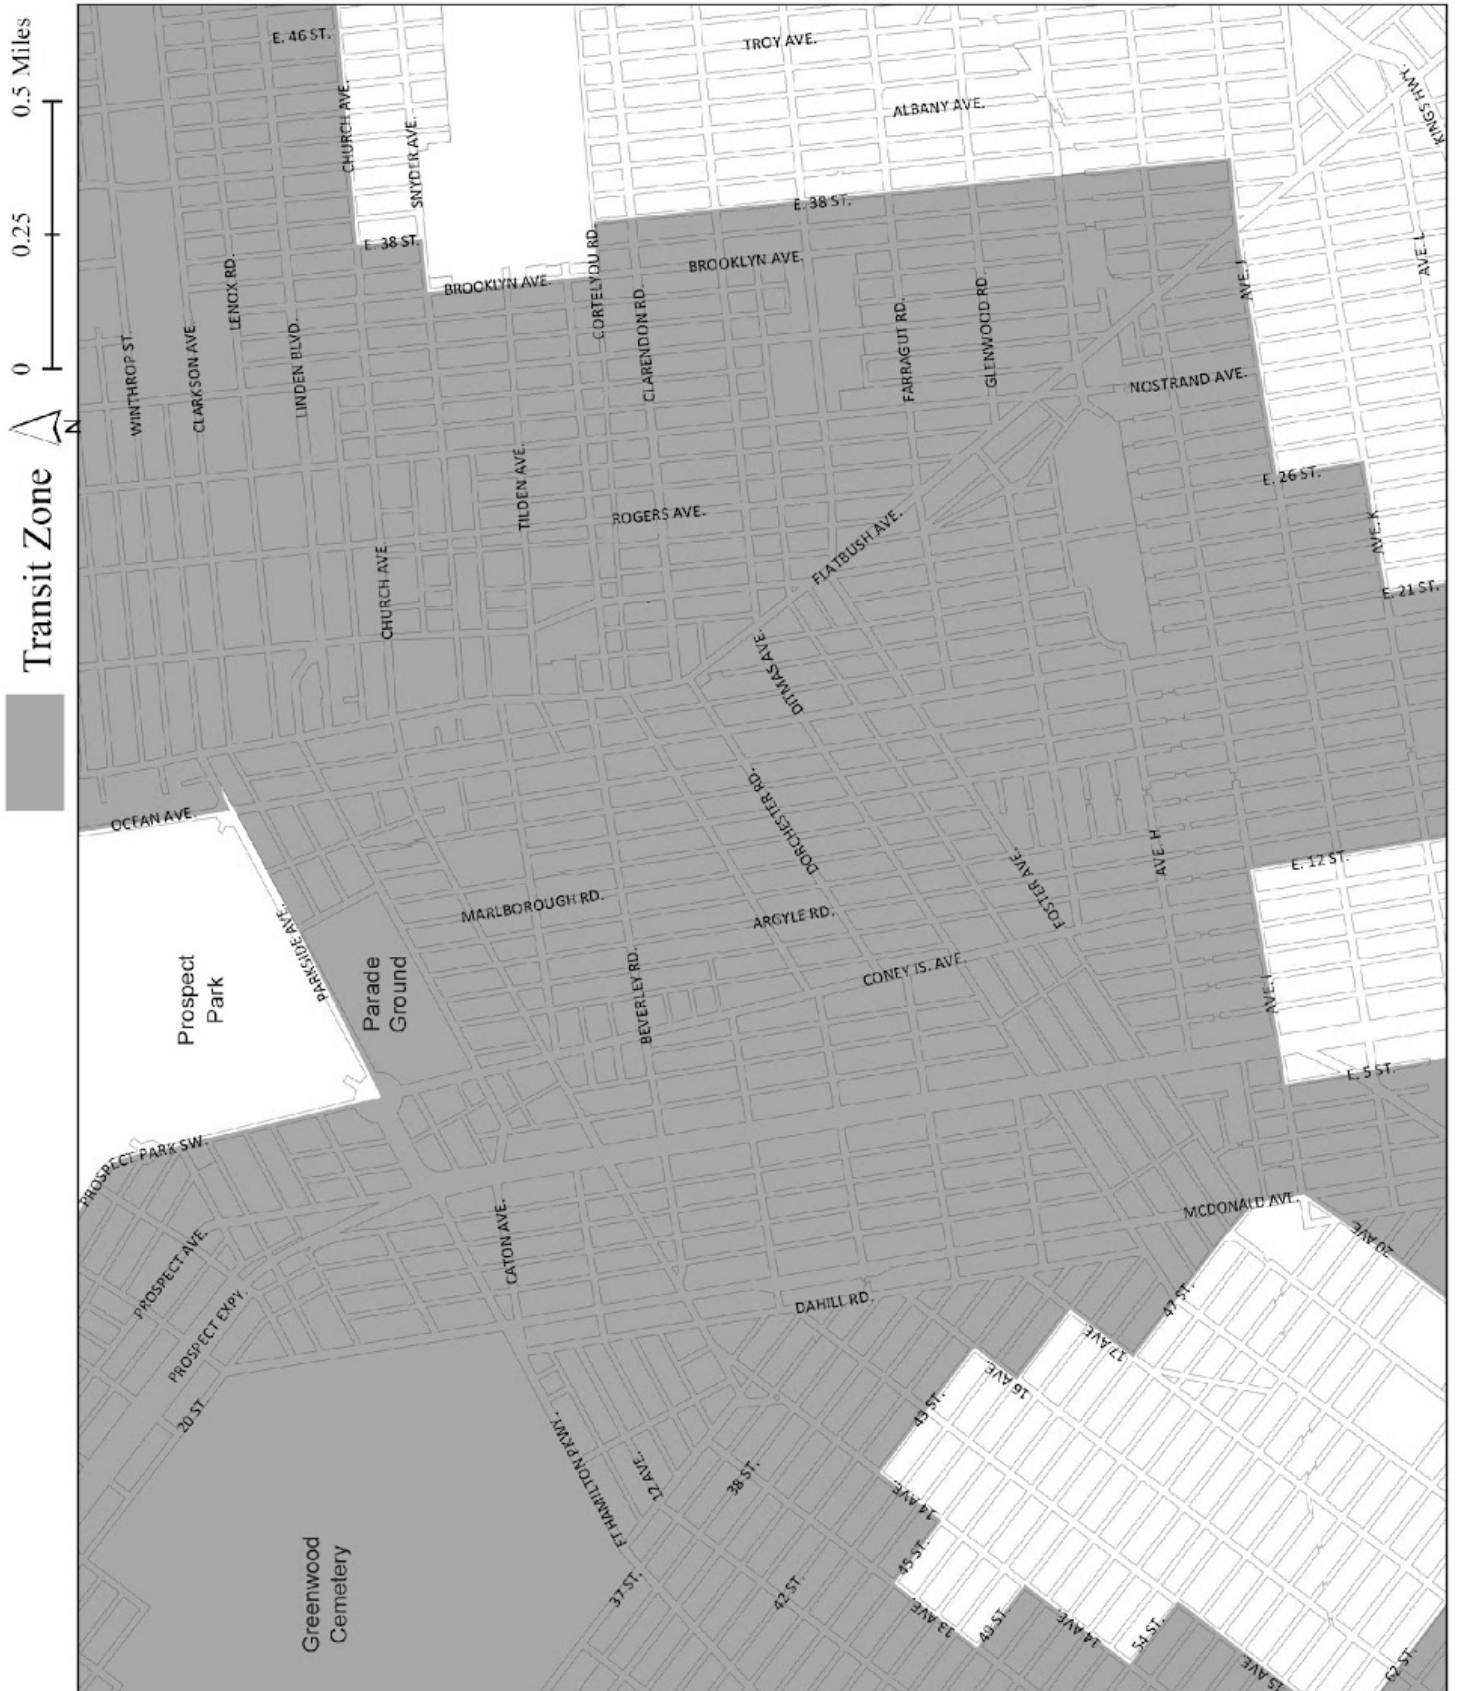 Transit Zone
N
0 0.25 0.5 Miles
E. 46 ST.
TROY AVE.
ALBANY AVE.
KINGS HWY.
CHURCH AVE.
SNYDER AVE.
E. 38 ST.
E. 38 ST.
BROOKLYN AVE.
BROOKLYN AVE.
CORTELYOU RD.
CLARENDON RD.
LENOX RD.
WINTHROP ST.
CLARKSON AVE.
LINDEN BLVD.
FARRAGUT RD.
GLENWOOD RD.
AVE. J
AVE. L
NOSTRAND AVE.
E. 26 ST.
TILDEN AVE.
ROGERS AVE.
FLATBUSH AVE.
AVE. K
E. 21 ST.
CHURCH AVE.
DITMAS AVE.
OCEAN AVE.
DORCHESTER RD.
FOSTER AVE.
AVE. H
E. 12 ST.
MARLBOROUGH RD.
ARGYLE RD.
PARKSIDE AVE.
Prospect
Park
Parade
Ground
BEVERLEY RD.
CONEY IS. AVE.
AVE. I
E. 5 ST.
PROSPECT PARK SW.
PROSPECT AVE.
PROSPECT EXPY.
CATON AVE.
MCDONALD AVE.
20 AVE.
DAHILL RD.
47 ST.
17 AVE.
16 AVE.
43 ST.
20 ST.
FT HAMILTON PKWY.
12 AVE.
38 ST.
14 AVE.
45 ST.
Greenwood
Cemetery
37 ST.
42 ST.
13 AVE.
49 ST.
14 AVE.
54 ST.
15 AVE.
62 ST.